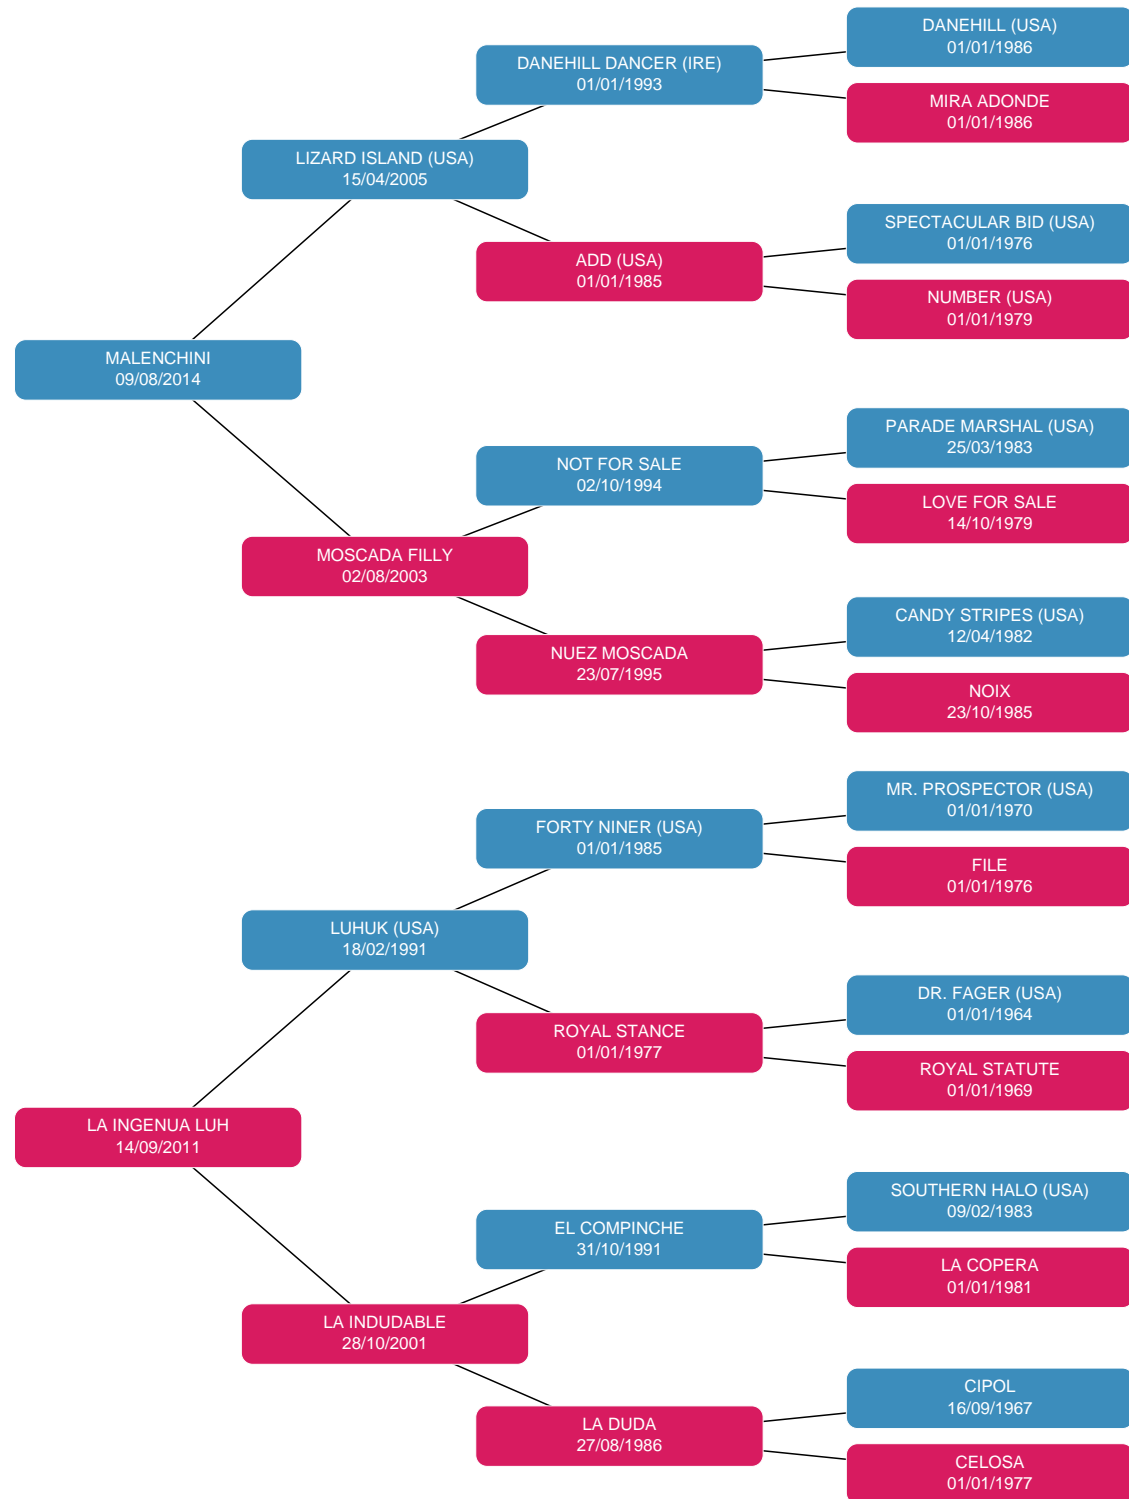 DANEHILL (USA)
01/01/1986
DANEHILL DANCER (IRE)
01/01/1993
MIRA ADONDE
01/01/1986
LIZARD ISLAND (USA)
15/04/2005
SPECTACULAR BID (USA)
01/01/1976
ADD (USA)
01/01/1985
NUMBER (USA)
01/01/1979
MALENCHINI
09/08/2014
PARADE MARSHAL (USA)
25/03/1983
NOT FOR SALE
02/10/1994
LOVE FOR SALE
14/10/1979
MOSCADA FILLY
02/08/2003
CANDY STRIPES (USA)
12/04/1982
NUEZ MOSCADA
23/07/1995
NOIX
23/10/1985
MR. PROSPECTOR (USA)
01/01/1970
FORTY NINER (USA)
01/01/1985
FILE
01/01/1976
LUHUK (USA)
18/02/1991
DR. FAGER (USA)
01/01/1964
ROYAL STANCE
01/01/1977
ROYAL STATUTE
01/01/1969
LA INGENUA LUH
14/09/2011
SOUTHERN HALO (USA)
09/02/1983
EL COMPINCHE
31/10/1991
LA COPERA
01/01/1981
LA INDUDABLE
28/10/2001
CIPOL
16/09/1967
LA DUDA
27/08/1986
CELOSA
01/01/1977